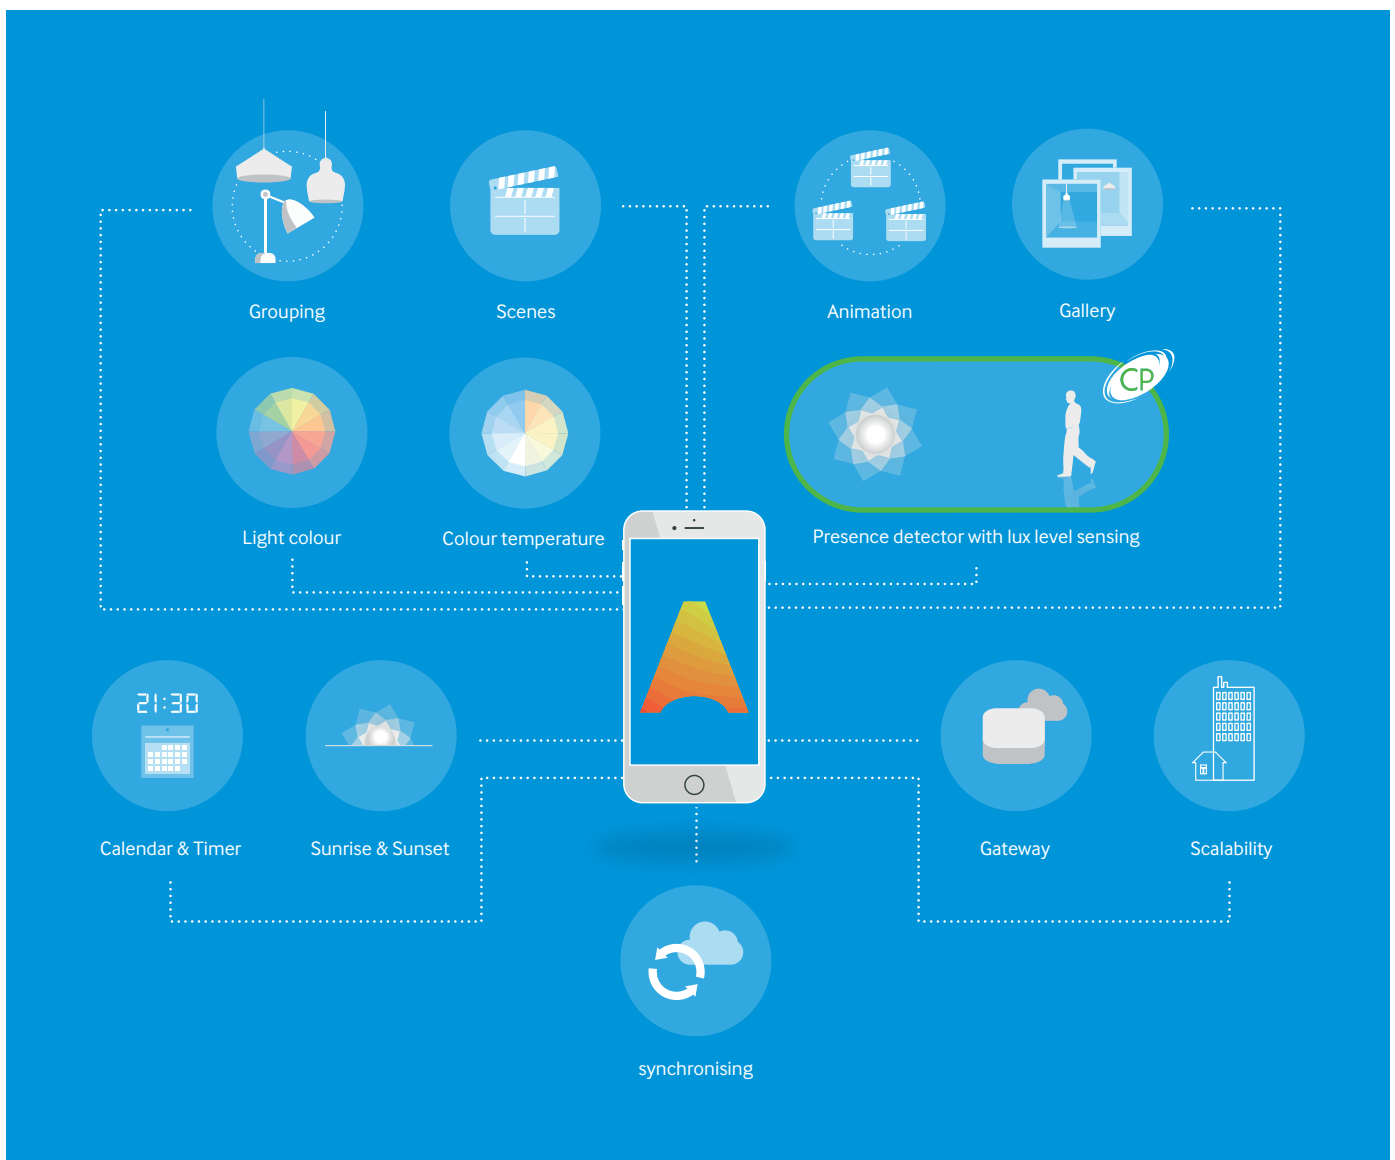 Grouping
Scenes
Animation
Gallery
CP
Light colour
Colour temperature
Presence detector with lux level sensing
21:30
Calendar & Timer
Sunrise & Sunset
Gateway
Scalability
synchronising